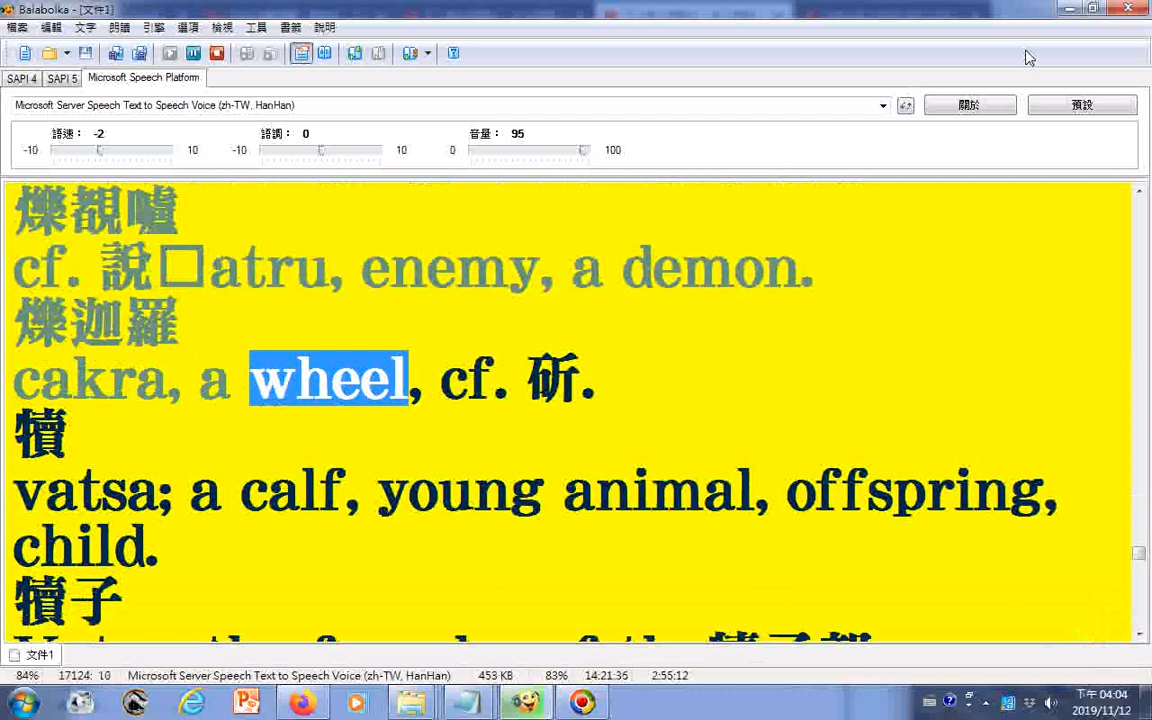 Balabolka - [文件1]
檔案 編輯 文字 朗讀 引擎 選項 檢視 工具 書籤 說明
SAPI 4 SAPI 5 Microsoft Speech Platform
Microsoft Server Speech Text to Speech Voice (zh-TW, HanHan) 關於 預設
語速： -2 語調： 0 音量： 95
-10 10 -10 10 0 100
爍覩嚧
cf. 說□atru, enemy, a demon.
爍迦羅
cakra, a wheel, cf. 斫.
犢
vatsa; a calf, young animal, offspring,
child.
犢子
文件1
84% 17124: 10 Microsoft Server Speech Text to Speech Voice (zh-TW, HanHan) 453 KB 83% 14:21:36 2:55:12
下午 04:04
2019/11/12